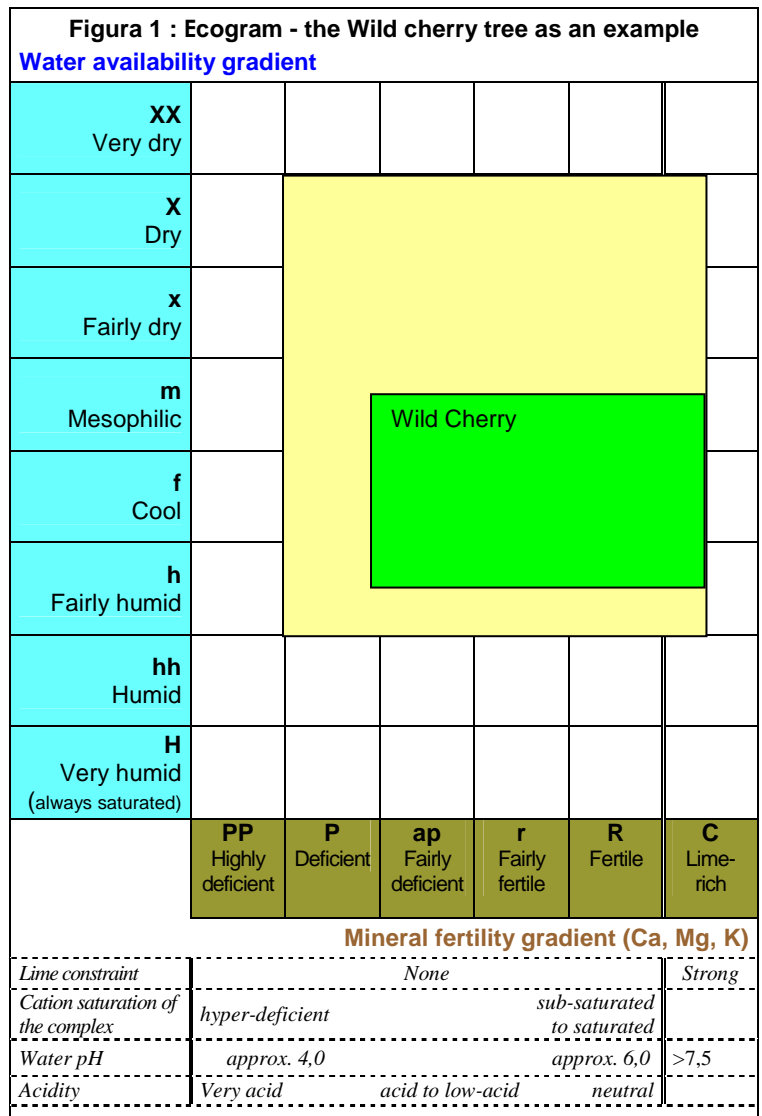 Figura 1 : Ecogram - the Wild cherry tree as an example
Water availability gradient
XX
Very dry
X
Dry
x
Fairly dry
m
Mesophilic
Wild Cherry
f
Cool
h
Fairly humid
hh
Humid
H
Very humid
(always saturated)
PP P ap r R C
Highly Deficient Fairly Fairly Fertile Lime-
deficient deficient fertile rich
Mineral fertility gradient (Ca, Mg, K)
Lime constraint None Strong
Cation saturation of hyper-deficient sub-saturated
the complex to saturated
Water pH approx. 4,0 approx. 6,0 >7,5
Acidity Very acid acid to low-acid neutral